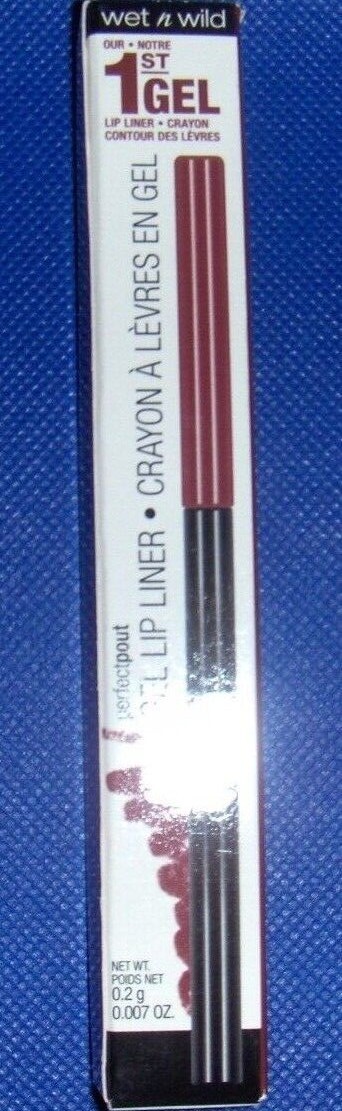 wet n wild
OUR • NOTRE
1ST
GEL
LIP LINER • CRAYON
CONTOUR DES LÈVRES
perfectpout
GEL LIP LINER • CRAYON À LÈVRES EN GEL
NET WT.
POIDS NET
0.2 g
0.007 OZ.